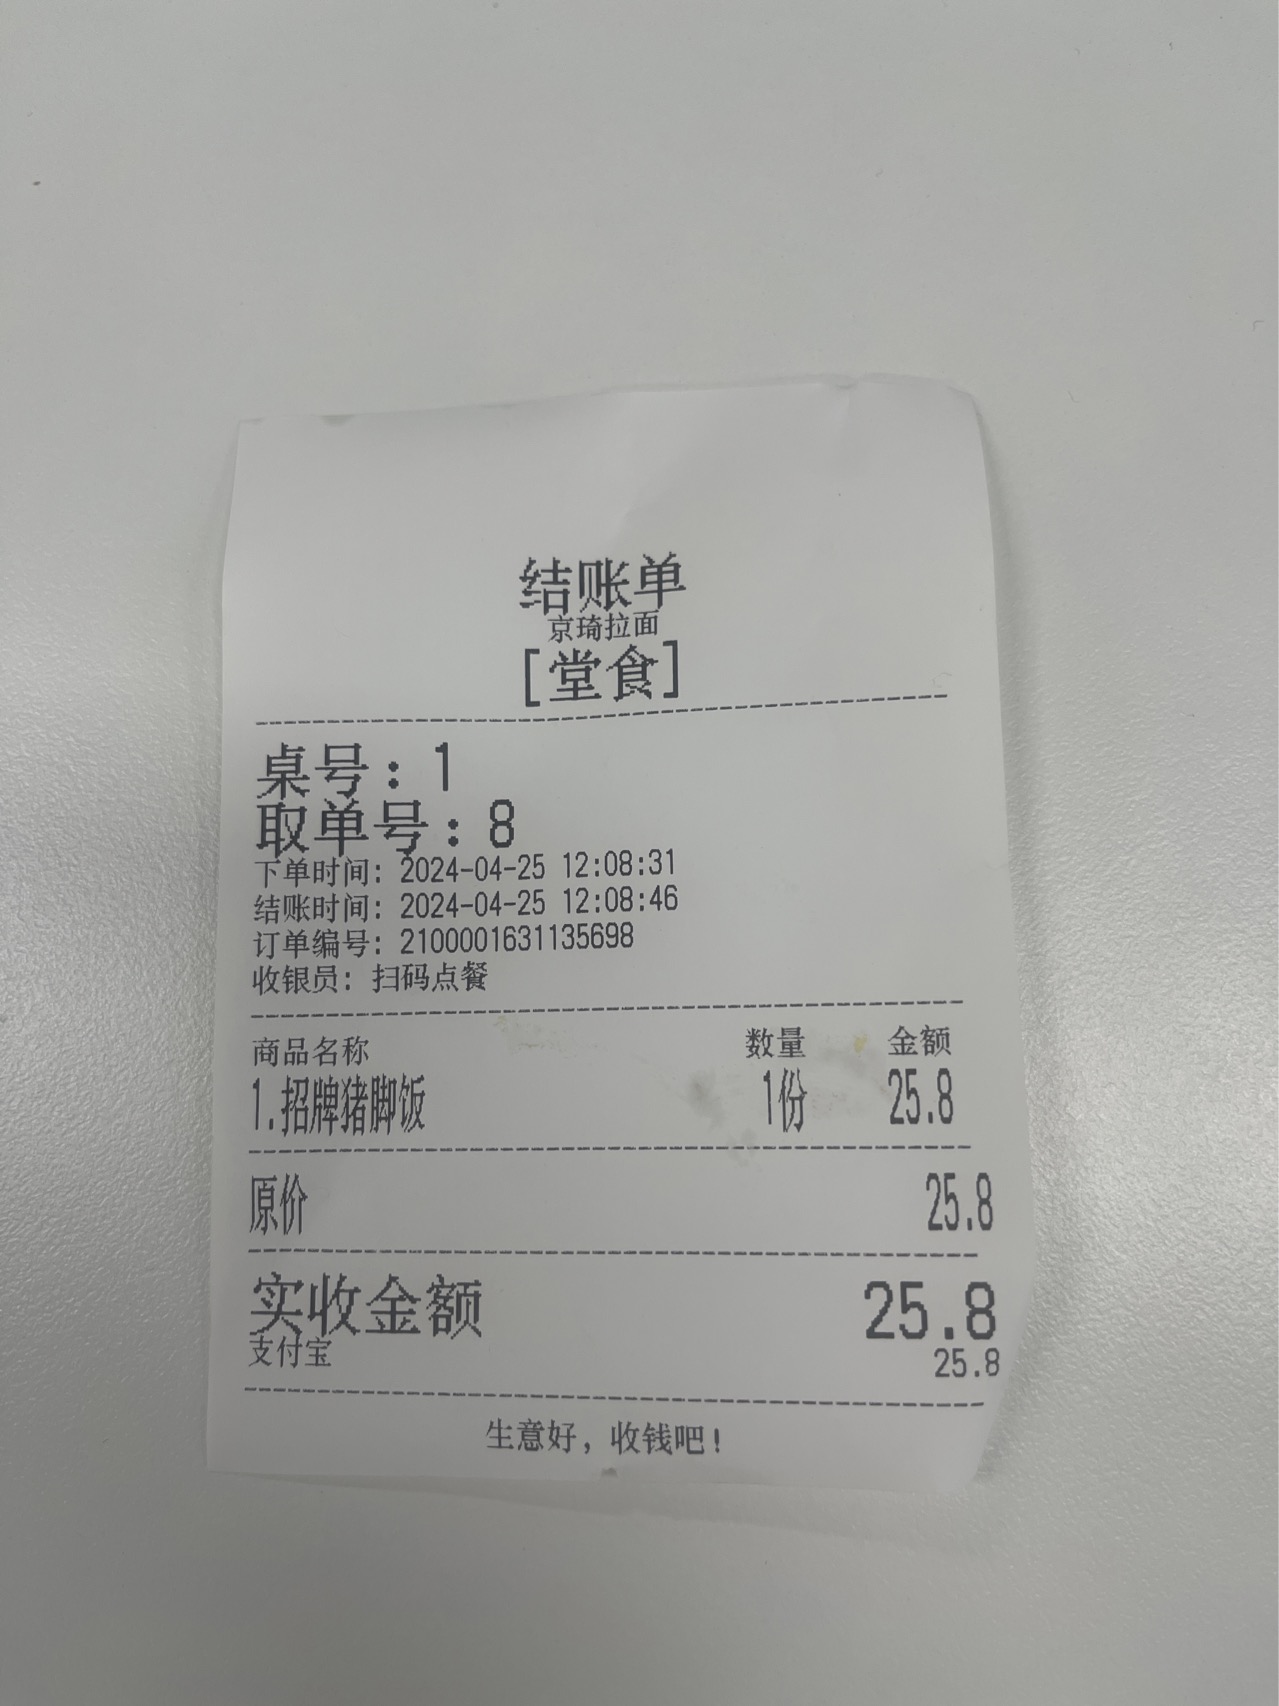 结账单
京琦拉面
[堂食]
桌号：1
取单号：8
下单时间：2024-04-25 12:08:31
结账时间：2024-04-25 12:08:46
订单编号：2100001631135698
收银员：扫码点餐
商品名称 数量 金额
1.招牌猪脚饭 1份 25.8
原价 25.8
实收金额 25.8
支付宝 25.8
生意好，收钱吧！